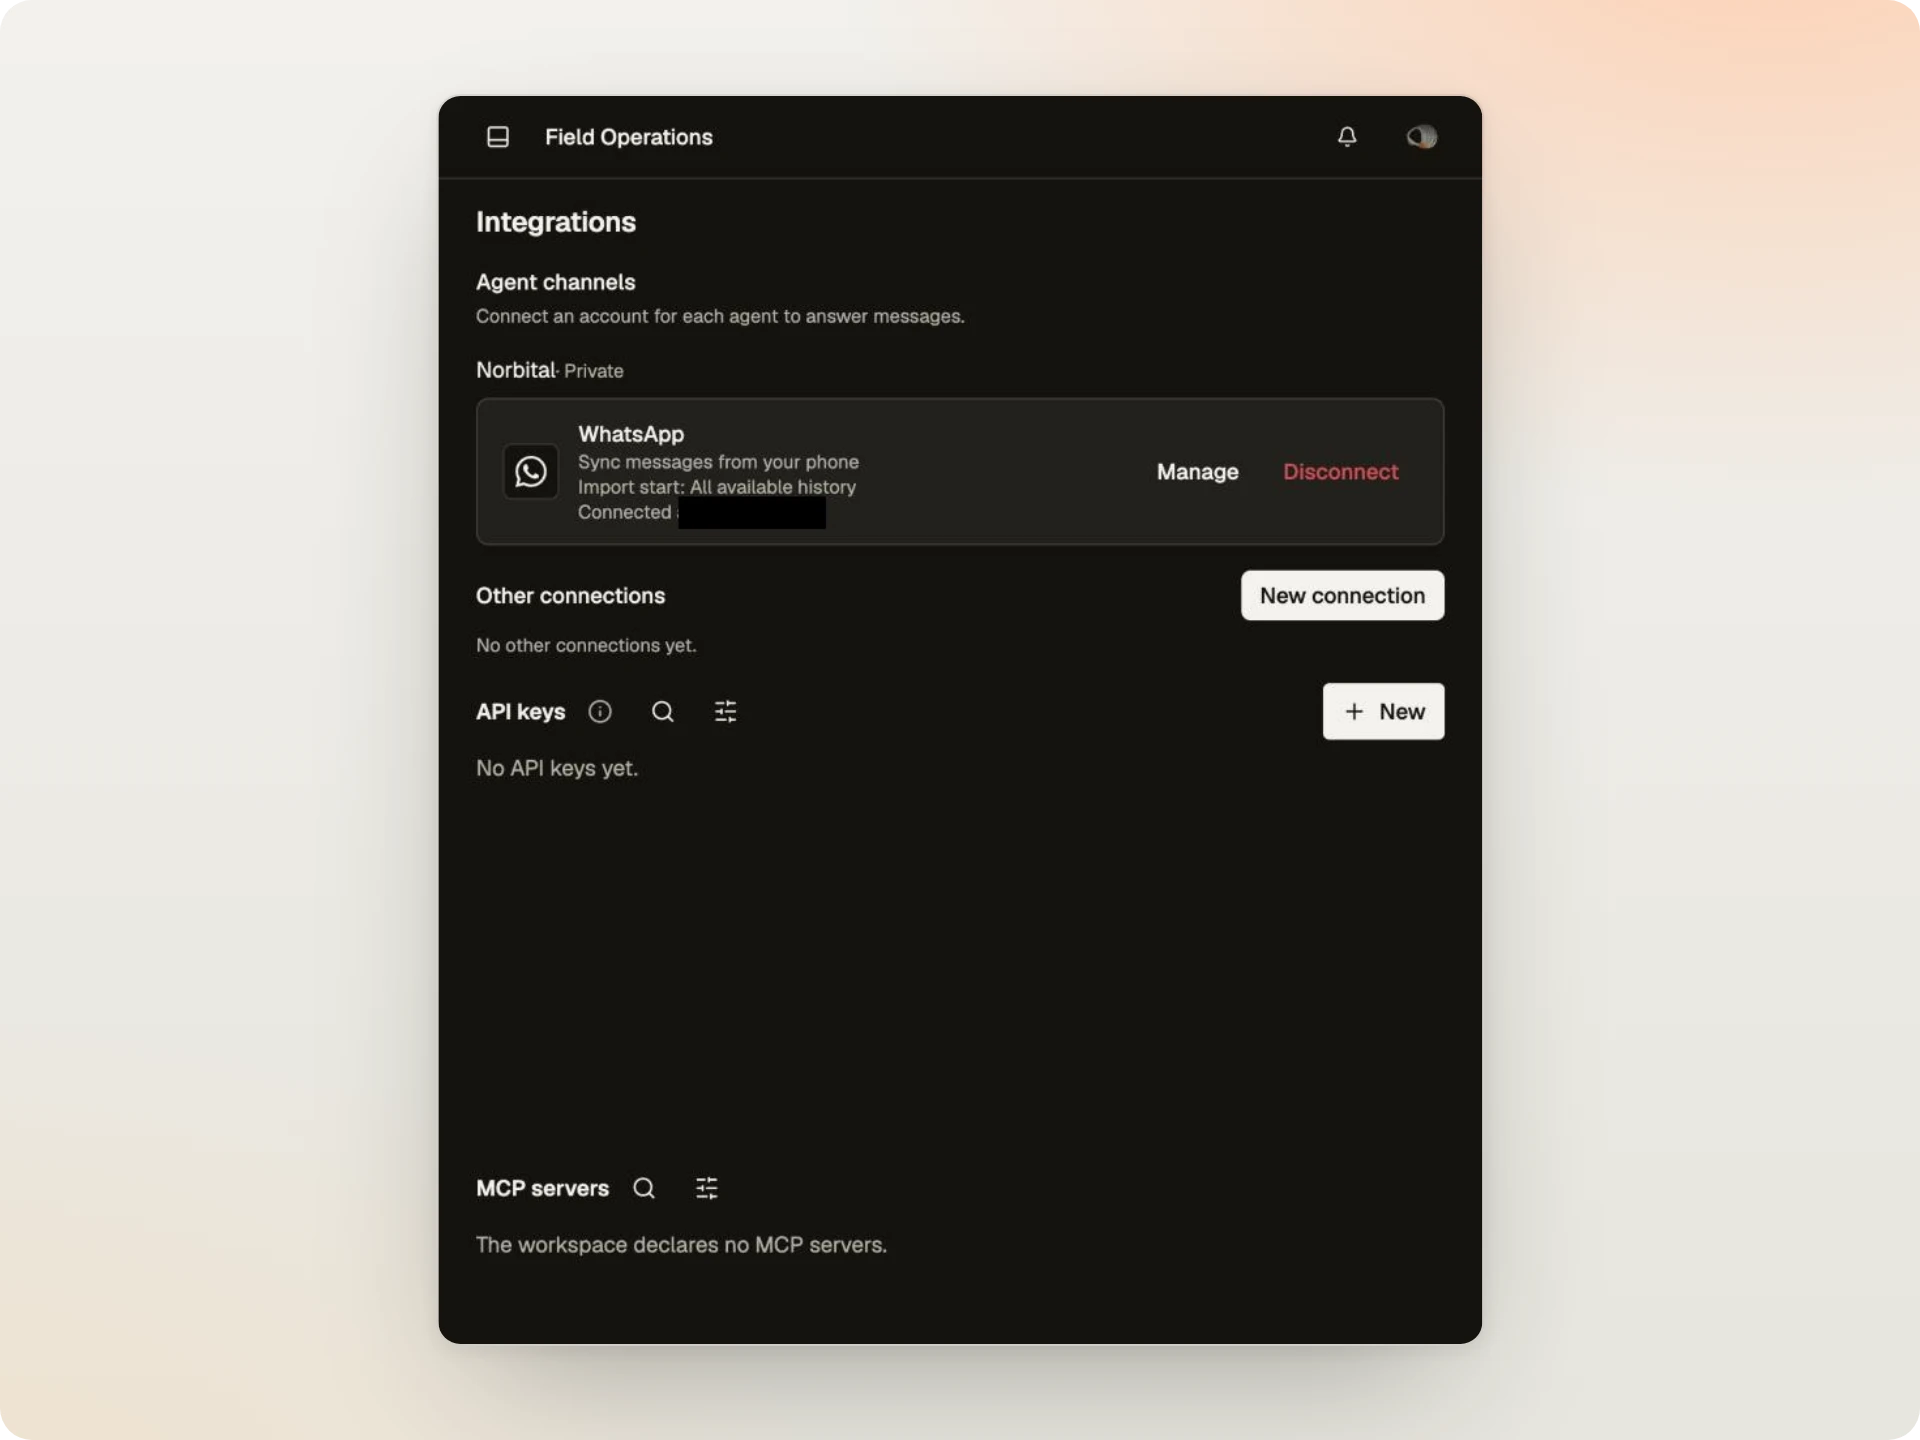 Field Operations
Integrations
Agent channels
Connect an account for each agent to answer messages.
Norbital· Private
WhatsApp
Sync messages from your phone
Import start: All available history
Connected
Manage
Disconnect
Other connections
New connection
No other connections yet.
API keys
New
No API keys yet.
MCP servers
The workspace declares no MCP servers.